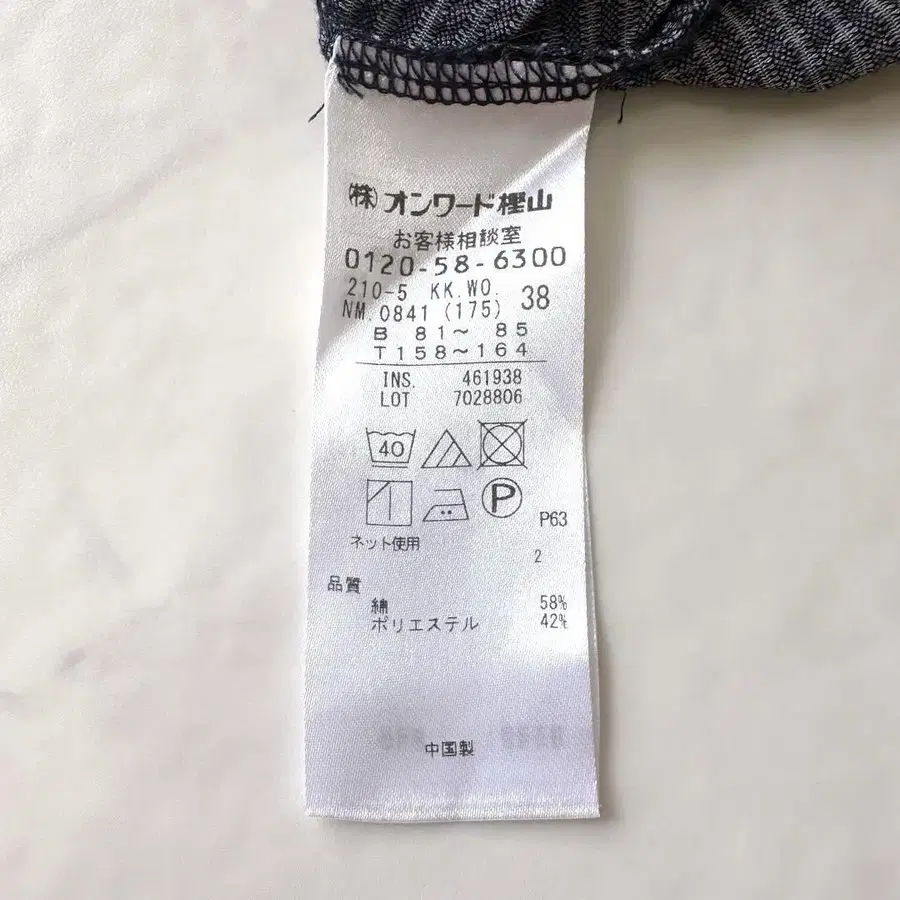 (株)オンワード樫山
お客様相談室
0120-58-6300
210-5 KK.WO. 38
NM.0841 (175)
B 81〜 85
T158〜164
INS. 461938
LOT 7028806
40
P
P63
ネット使用
2
品質
綿 58%
ポリエステル 42%
中国製